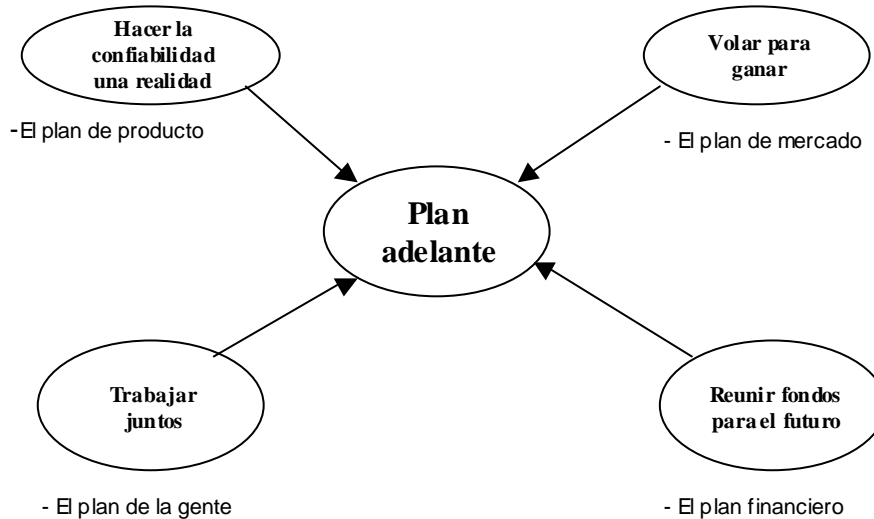 Hacer la
confiabilidad
una realidad
Volar para
ganar
-El plan de producto
- El plan de mercado
Plan
adelante
Trabajar
juntos
Reunir fondos
para el futuro
- El plan de la gente
- El plan financiero